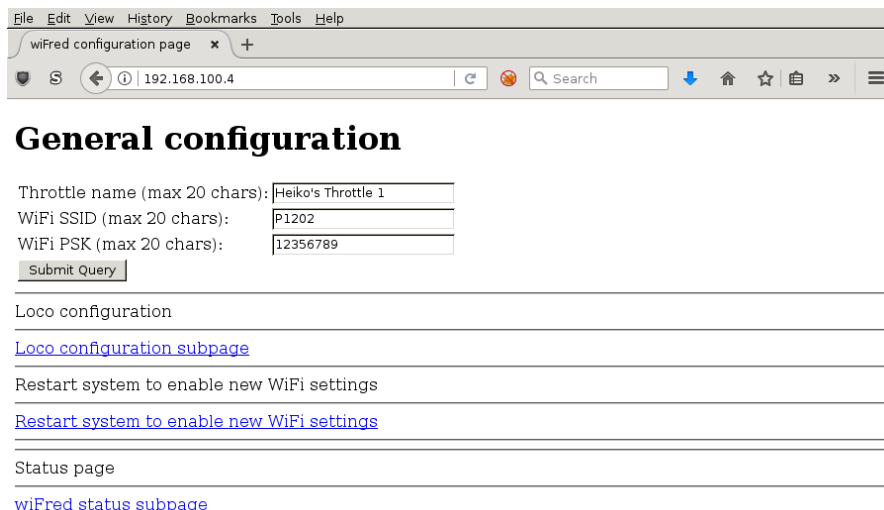 File Edit View History Bookmarks Tools Help
wiFred configuration page × +
S 192.168.100.4 Search »
General configuration
Throttle name (max 20 chars): Heiko's Throttle 1
WiFi SSID (max 20 chars): P1202
WiFi PSK (max 20 chars): 12356789
Submit Query
Loco configuration
Loco configuration subpage
Restart system to enable new WiFi settings
Restart system to enable new WiFi settings
Status page
wiFred status subpage